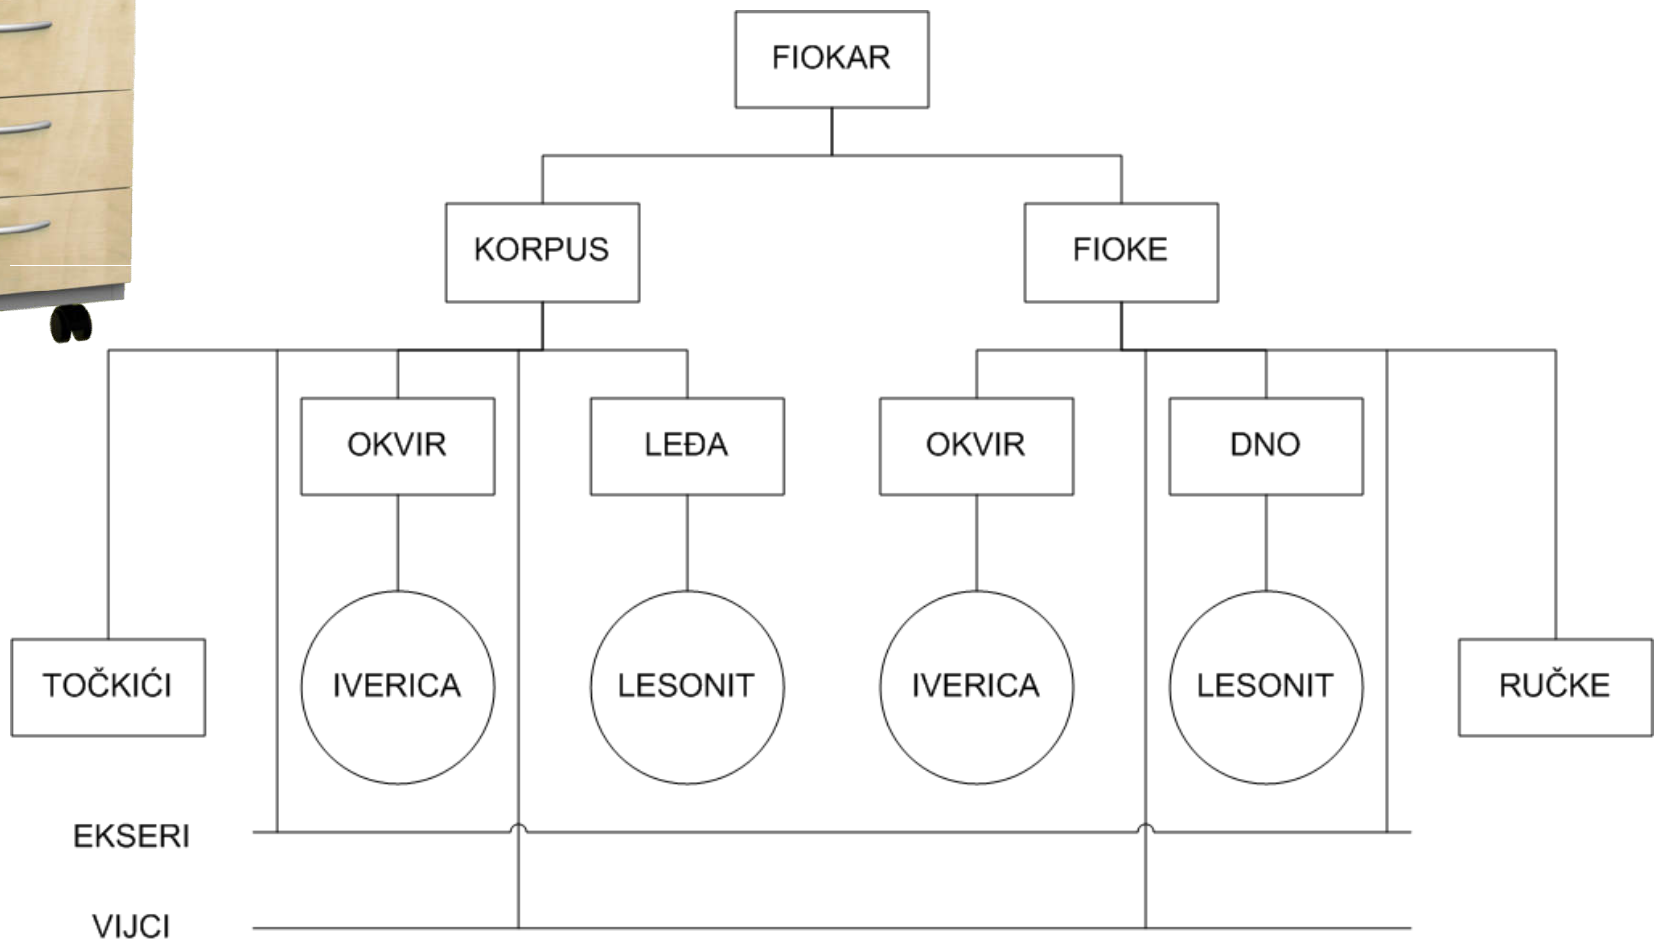 FIOKAR
KORPUS
FIOKE
OKVIR
LEĐA
OKVIR
DNO
TOČKIĆI
IVERICA
LESONIT
IVERICA
LESONIT
RUČKE
EKSERI
VIJCI